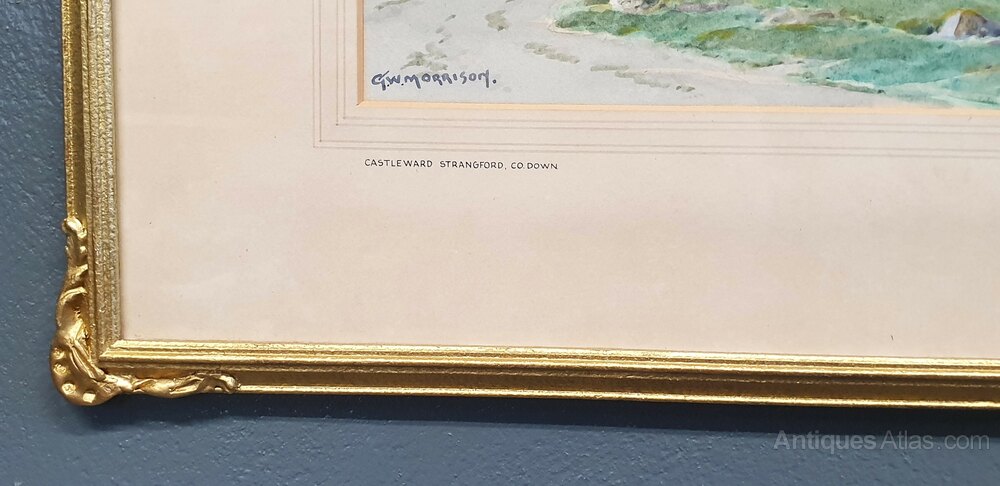 G.W.MORRISON.
CASTLEWARD STRANGFORD, CO.DOWN
AntiquesAtlas.com